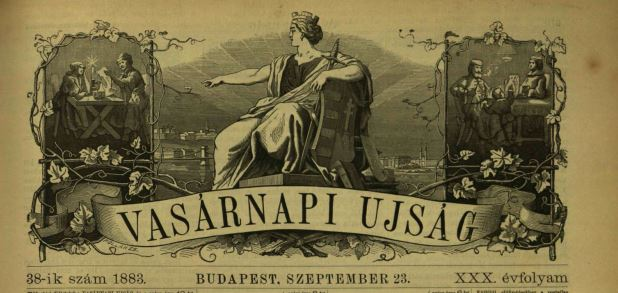 VASÁRNAPI UJSÁG
38-ik szám 1883.
BUDAPEST, SZEPTEMBER 23.
XXX. évfolyam